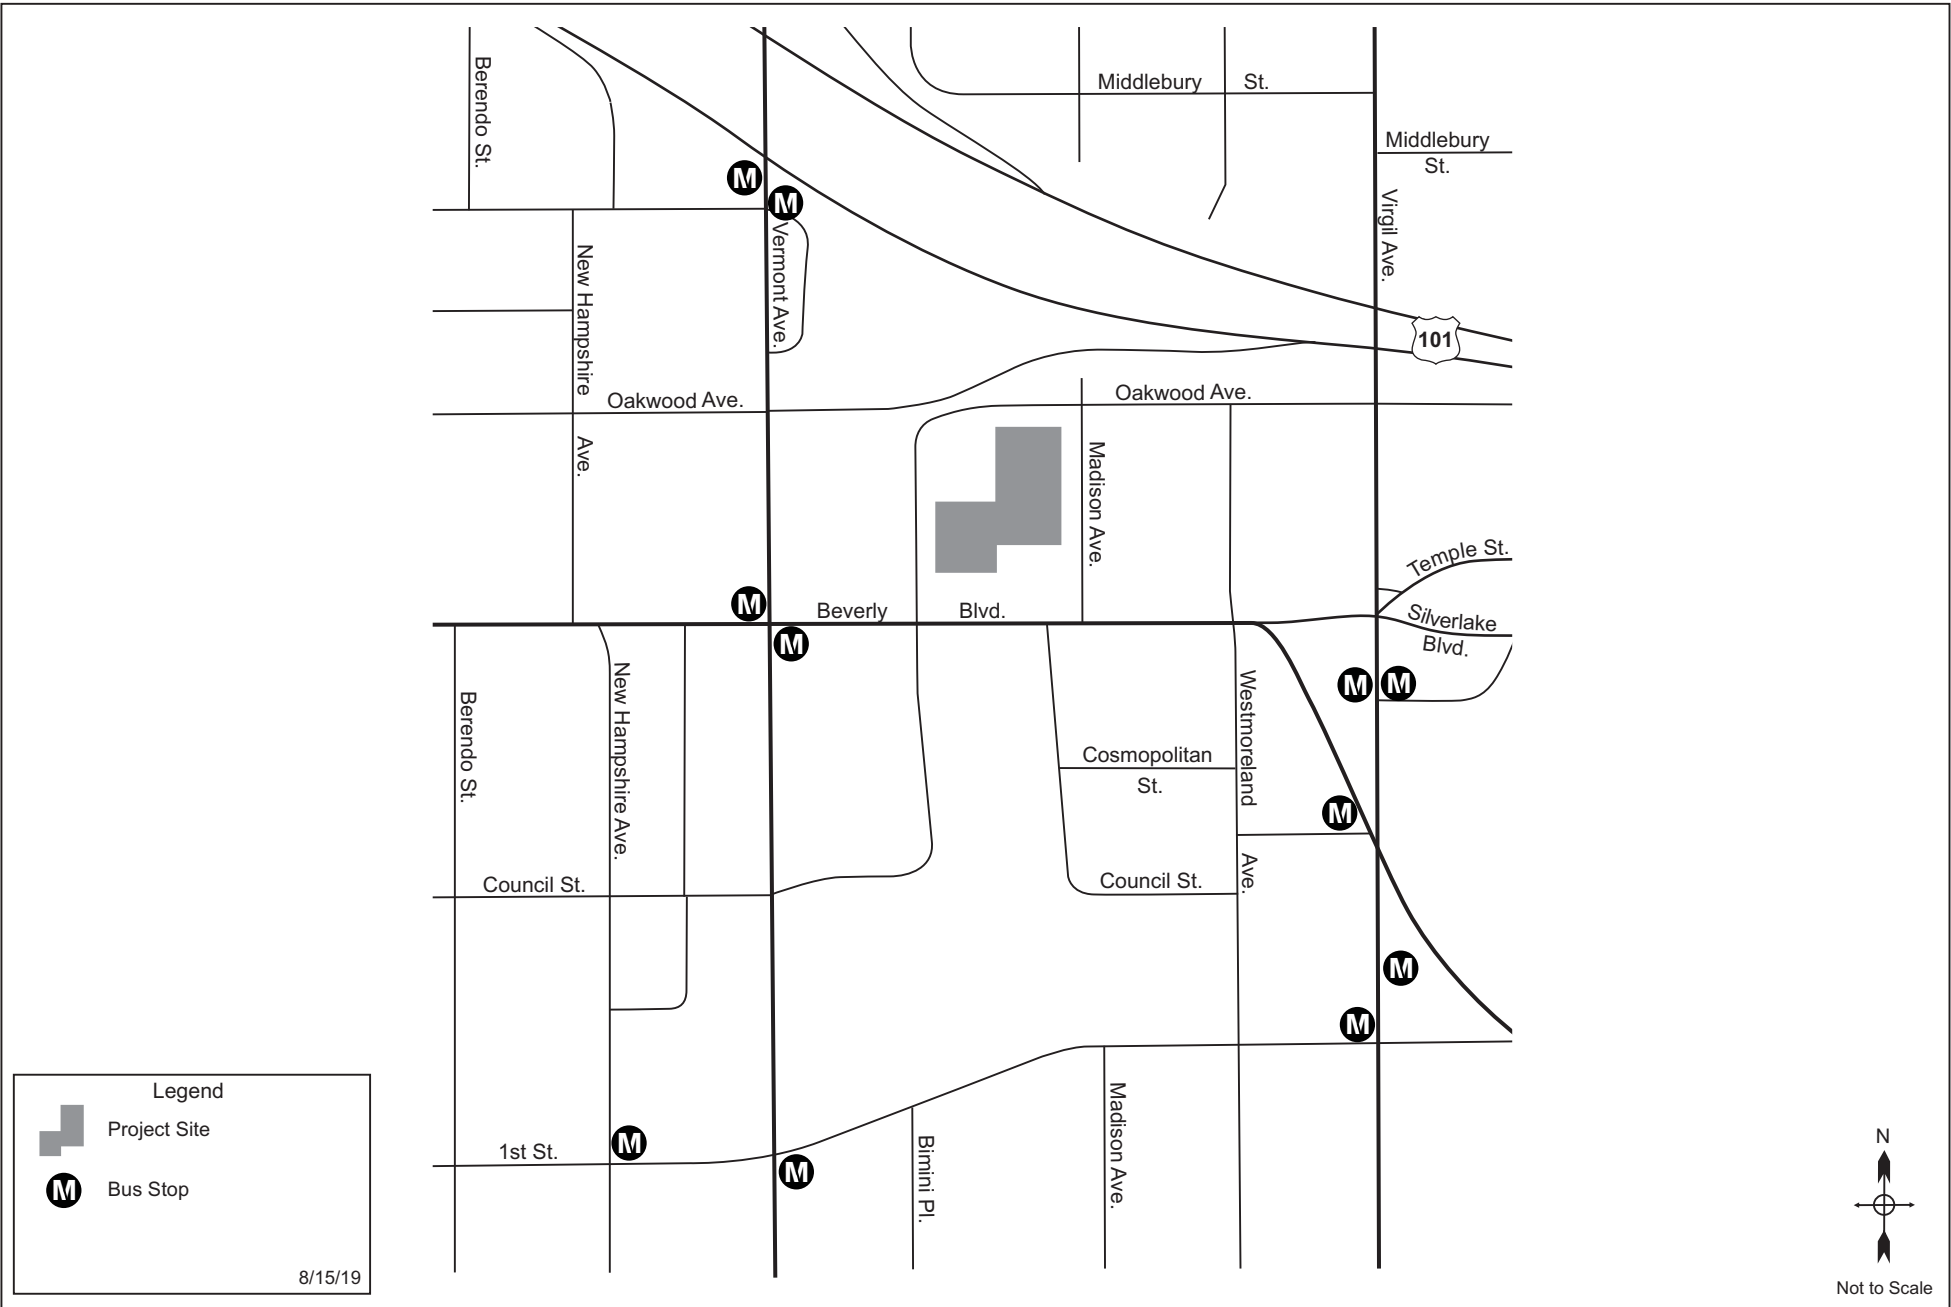 Middlebury St.
Berendo St.
Middlebury
St.
M
M
Virgil Ave.
Vermont Ave.
New Hampshire
Ave.
101
Oakwood Ave.
Oakwood Ave.
Madison Ave.
Temple St.
M
Beverly Blvd.
Silverlake
Blvd.
M
M
M
Berendo St.
New Hampshire Ave.
Westmoreland
Ave.
Cosmopolitan
St.
M
Council St.
Council St.
M
M
Legend
Project Site
M Bus Stop
8/15/19
1st St.
M
M
Bimini Pl.
Madison Ave.
N
Not to Scale